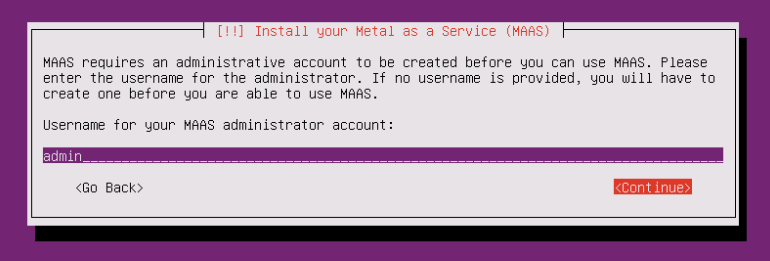 [!!] Install your Metal as a Service (MAAS)
MAAS requires an administrative account to be created before you can use MAAS. Please
enter the username for the administrator. If no username is provided, you will have to
create one before you are able to use MAAS.
Username for your MAAS administrator account:
admin
<Go Back> <Continue>